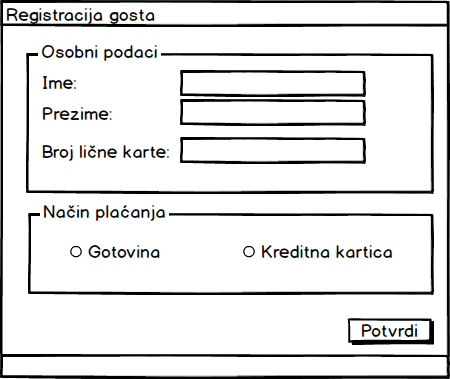 Registracija gosta
Osobni podaci
Ime:
Prezime:
Broj lične karte:
Način plaćanja
Gotovina
Kreditna kartica
Potvrdi